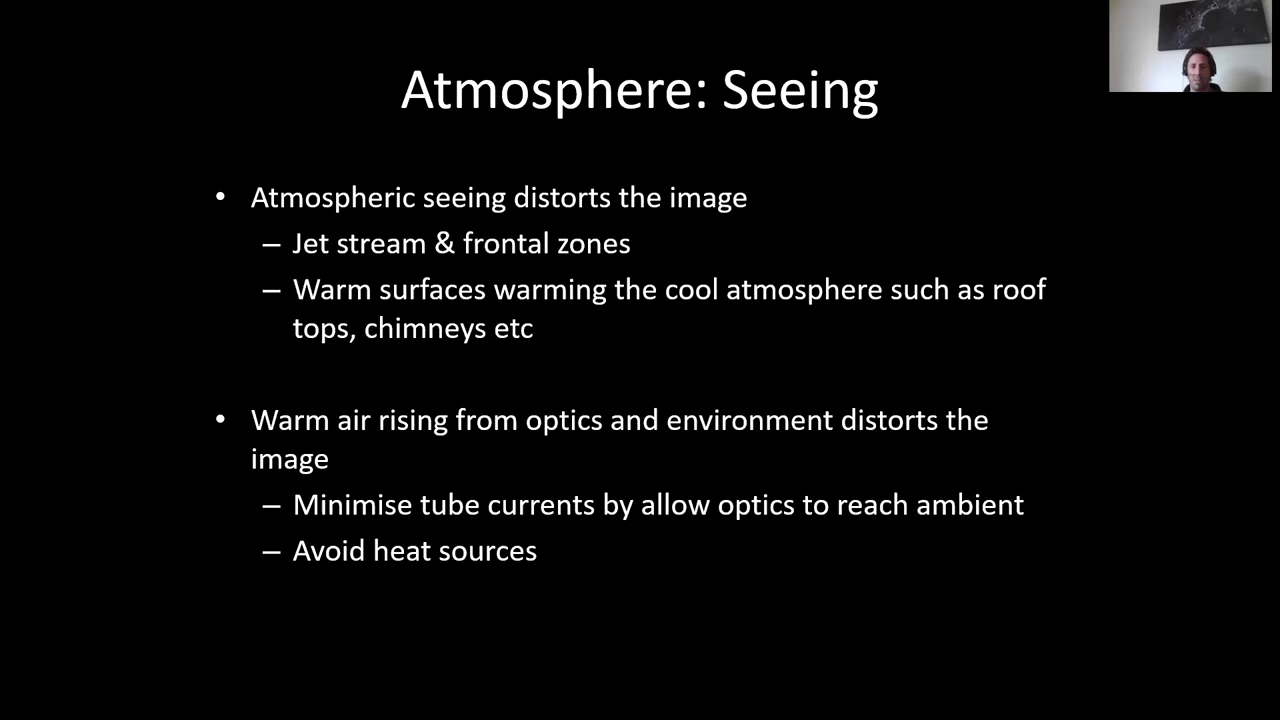 Atmosphere: Seeing
• Atmospheric seeing distorts the image
– Jet stream & frontal zones
– Warm surfaces warming the cool atmosphere such as roof
tops, chimneys etc
• Warm air rising from optics and environment distorts the
image
– Minimise tube currents by allow optics to reach ambient
– Avoid heat sources